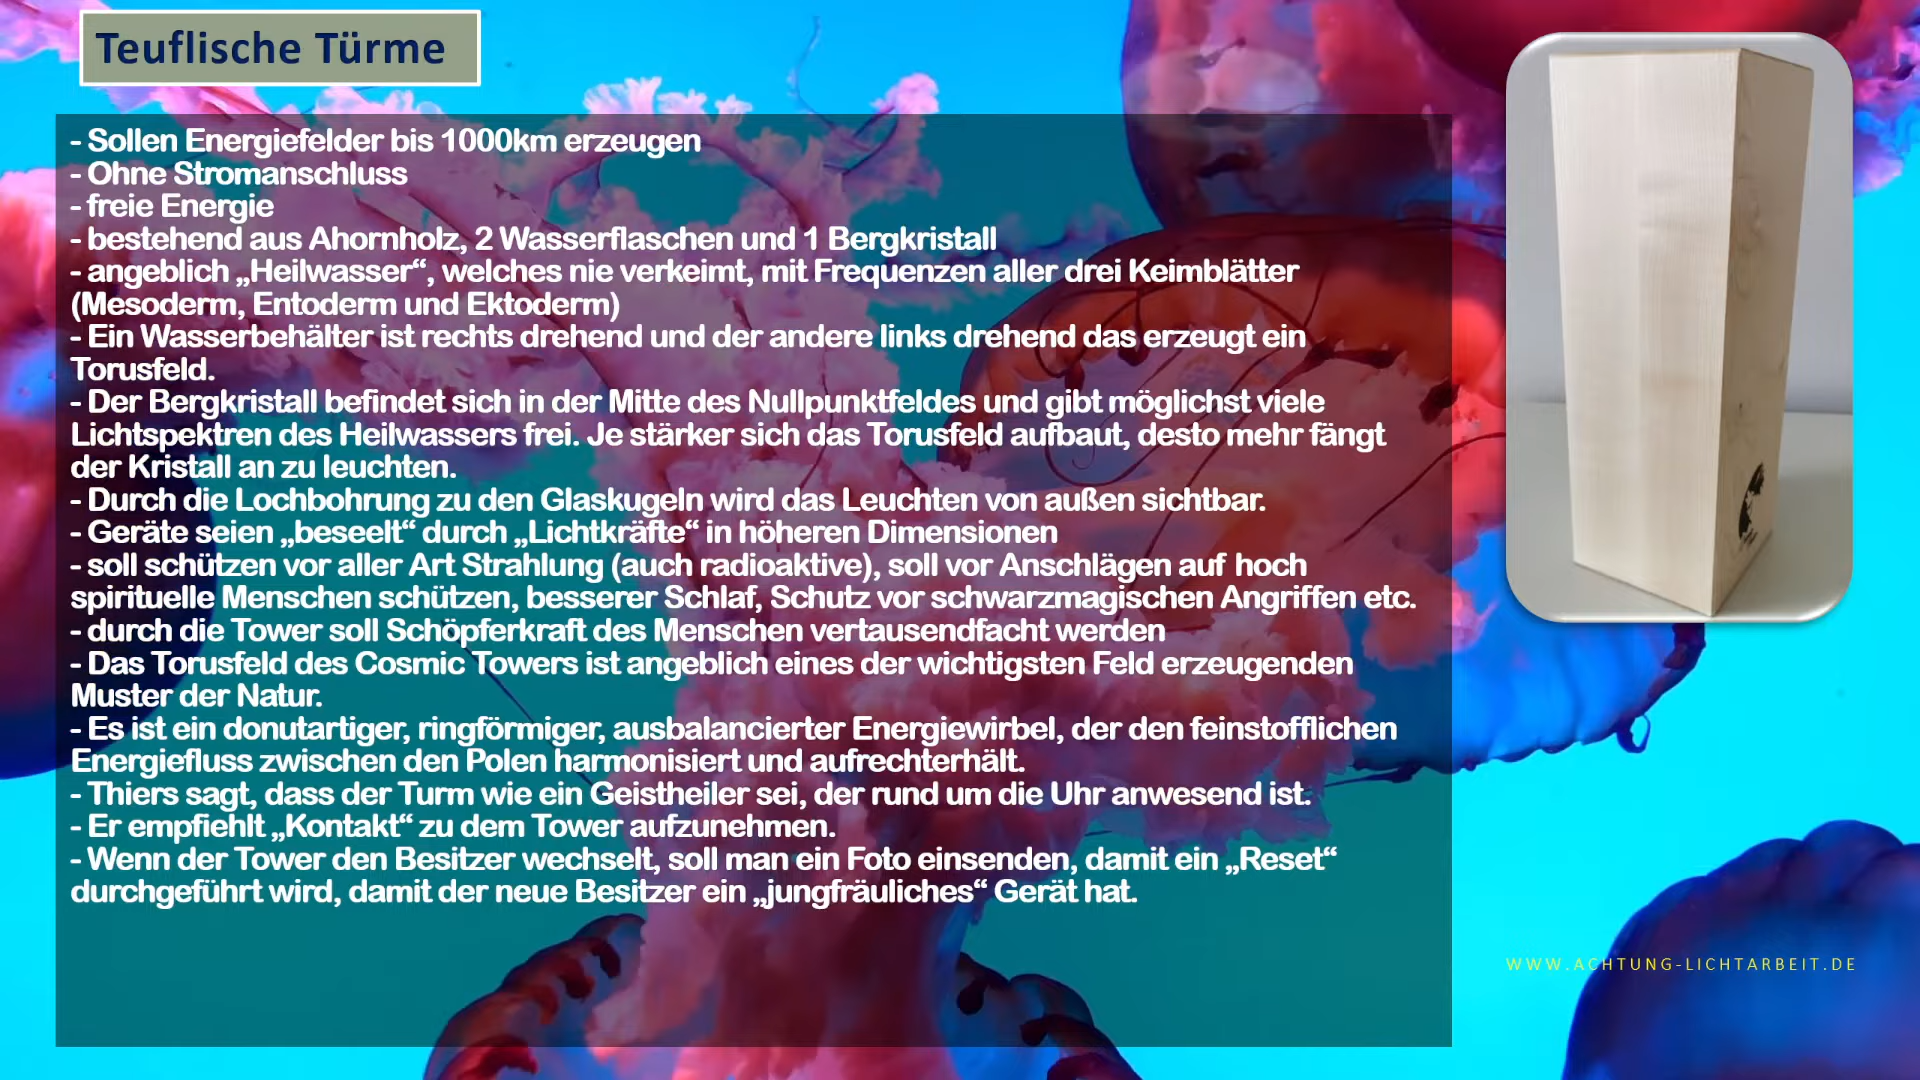 Teuflische Türme
- Sollen Energiefelder bis 1000km erzeugen
- Ohne Stromanschluss
- freie Energie
- bestehend aus Ahornholz, 2 Wasserflaschen und 1 Bergkristall
- angeblich „Heilwasser“, welches nie verkeimt, mit Frequenzen aller drei Keimblätter
(Mesoderm, Entoderm und Ektoderm)
- Ein Wasserbehälter ist rechts drehend und der andere links drehend das erzeugt ein
Torusfeld.
- Der Bergkristall befindet sich in der Mitte des Nullpunktfeldes und gibt möglichst viele
Lichtspektren des Heilwassers frei. Je stärker sich das Torusfeld aufbaut, desto mehr fängt
der Kristall an zu leuchten.
- Durch die Lochbohrung zu den Glaskugeln wird das Leuchten von außen sichtbar.
- Geräte seien „beseelt“ durch „Lichtkräfte“ in höheren Dimensionen
- soll schützen vor aller Art Strahlung (auch radioaktive), soll vor Anschlägen auf hoch
spirituelle Menschen schützen, besserer Schlaf, Schutz vor schwarzmagischen Angriffen etc.
- durch die Tower soll Schöpferkraft des Menschen vertausendfacht werden
- Das Torusfeld des Cosmic Towers ist angeblich eines der wichtigsten Feld erzeugenden
Muster der Natur.
- Es ist ein donutartiger, ringförmiger, ausbalancierter Energiewirbel, der den feinstofflichen
Energiefluss zwischen den Polen harmonisiert und aufrechterhält.
- Thiers sagt, dass der Turm wie ein Geistheiler sei, der rund um die Uhr anwesend ist.
- Er empfiehlt „Kontakt“ zu dem Tower aufzunehmen.
- Wenn der Tower den Besitzer wechselt, soll man ein Foto einsenden, damit ein „Reset“
durchgeführt wird, damit der neue Besitzer ein „jungfräuliches“ Gerät hat.
WWW.ACHTUNG-LICHTARBEIT.DE